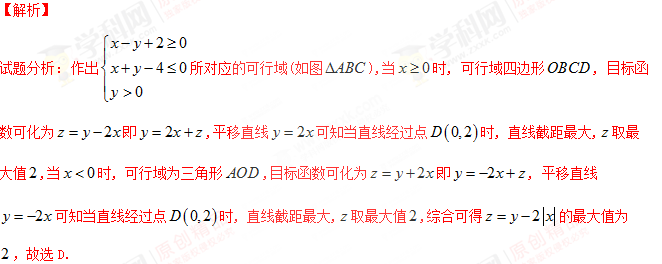 【解析】
试题分析：作出{x-y+2≥0
x+y-4≤0
y>0 所对应的可行域(如图ΔABC),当x≥0时，可行域四边形OBCD，目标函
数可化为z=y-2x即y=2x+z,平移直线y=2x可知当直线经过点D(0,2)时，直线截距最大，z取最
大值2,当x<0时，可行域为三角形AOD,目标函数可化为z=y+2x即y=-2x+z，平移直线
y=-2x可知当直线经过点D(0,2)时，直线截距最大，z取最大值2,综合可得z=y-2|x|的最大值为
2，故选D.